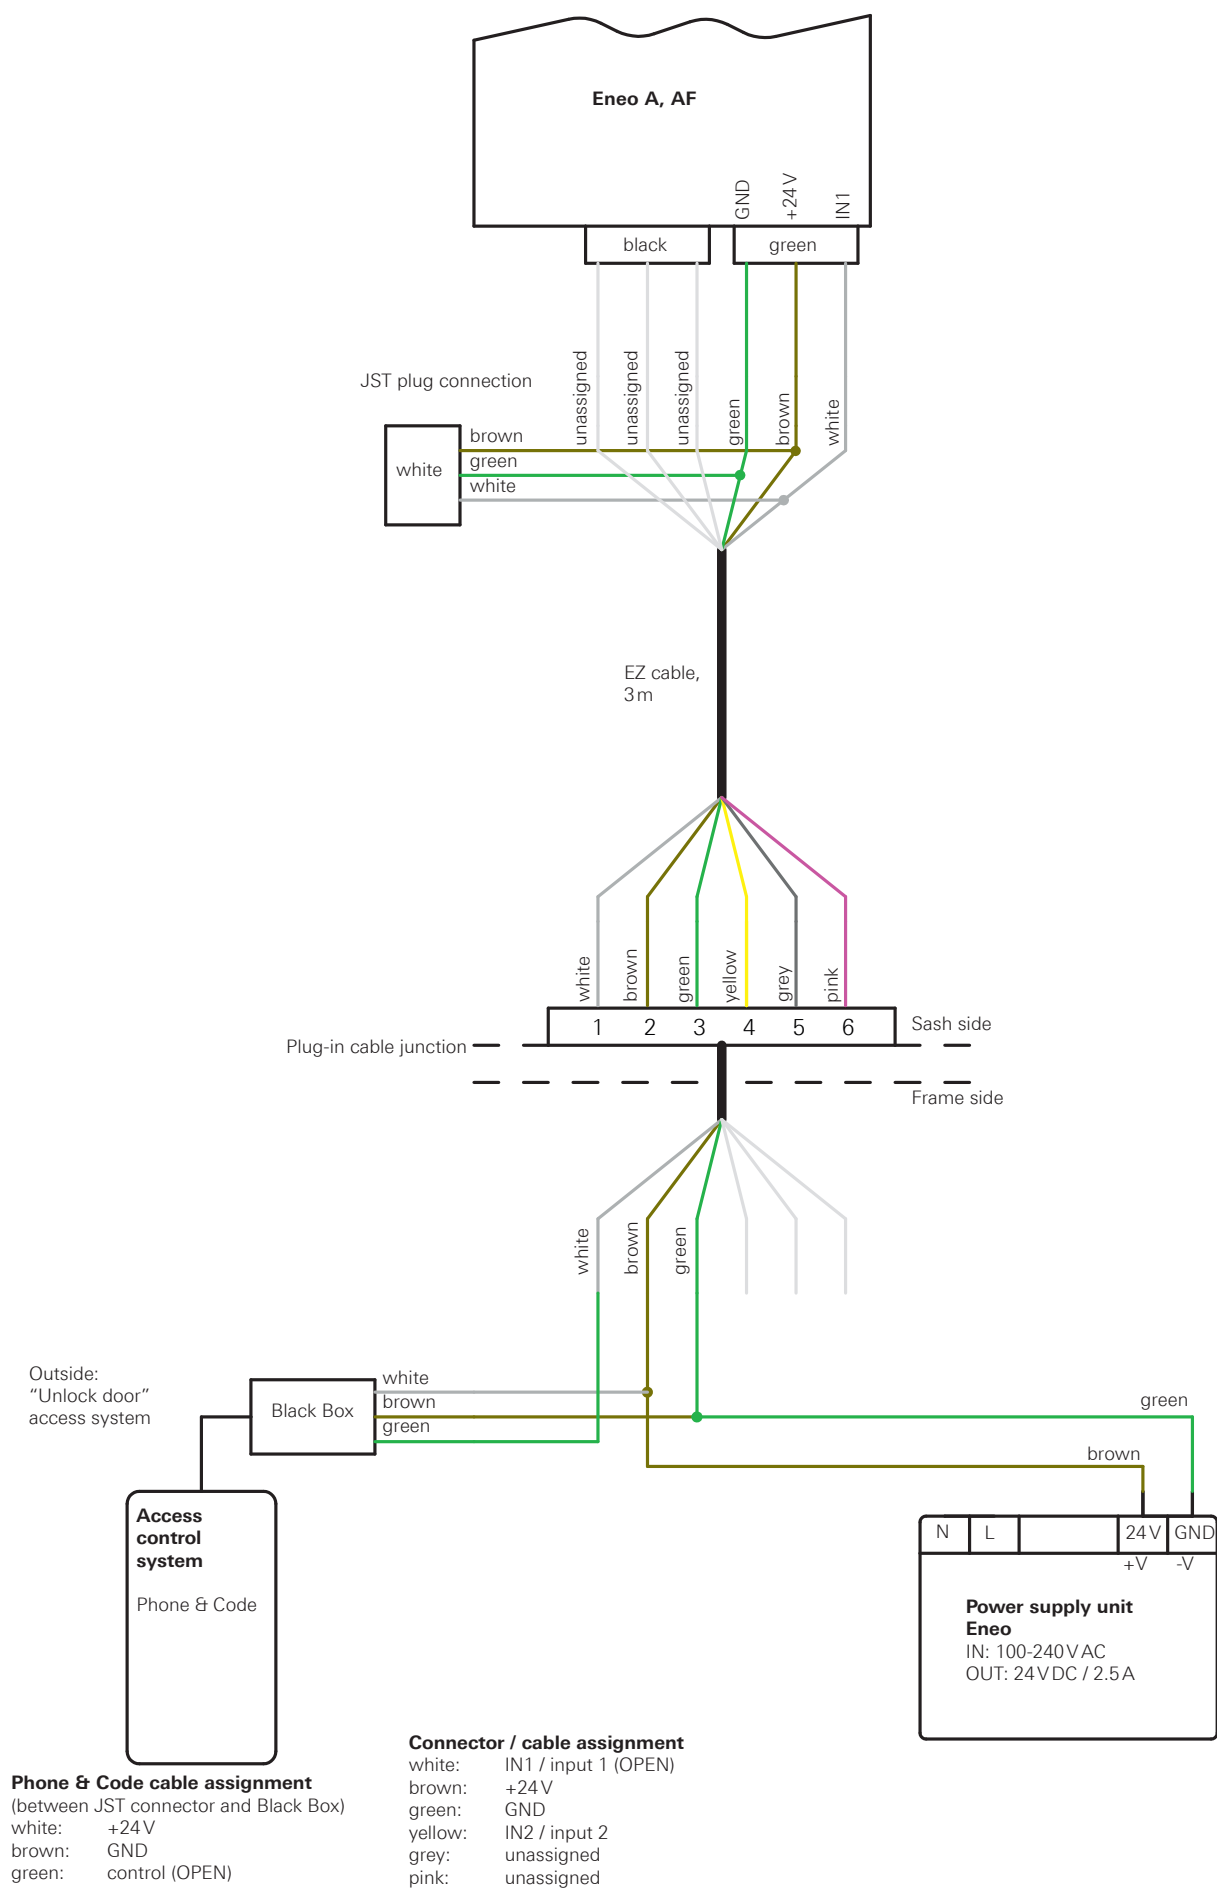 Eneo A, AF
GND
+24 V
IN1
black
green
unassigned
unassigned
unassigned
green
brown
white
JST plug connection
white
brown
green
white
EZ cable,
3 m
white
brown
green
yellow
grey
pink
1 2 3 4 5 6
Sash side
Plug-in cable junction
Frame side
white
brown
green
Outside:
“Unlock door”
access system
Black Box
white
brown
green
green
brown
Access
control
system
Phone & Code
N L 24 V GND
+V -V
Power supply unit
Eneo
IN: 100-240 V AC
OUT: 24 V DC / 2.5 A
Phone & Code cable assignment
(between JST connector and Black Box)
white: +24 V
brown: GND
green: control (OPEN)
Connector / cable assignment
white: IN1 / input 1 (OPEN)
brown: +24 V
green: GND
yellow: IN2 / input 2
grey: unassigned
pink: unassigned